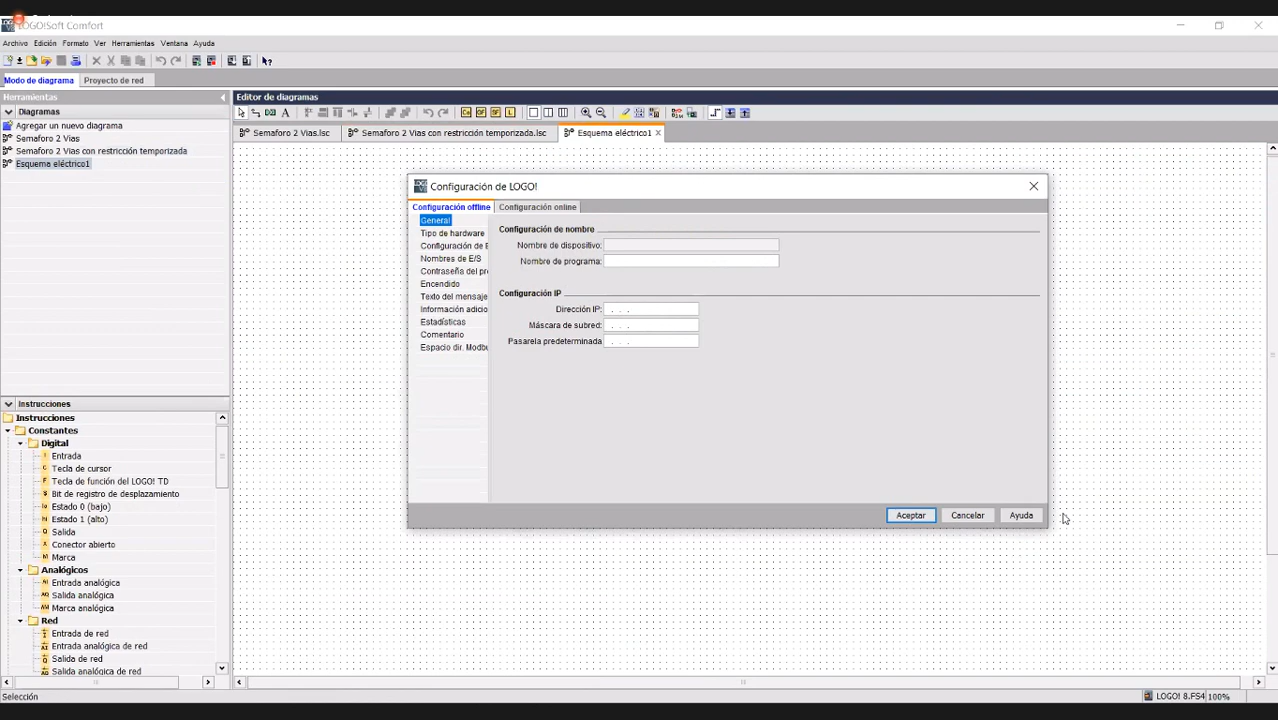 LOGO!Soft Comfort
Archivo Edición Formato Ver Herramientas Ventana Ayuda
Modo de diagrama Proyecto de red
Herramientas
Diagramas
Agregar un nuevo diagrama
Semaforo 2 Vias
Semaforo 2 Vias con restricción temporizada
Esquema eléctrico1
Editor de diagramas
Semaforo 2 Vias.lsc Semaforo 2 Vias con restricción temporizada.lsc Esquema eléctrico1
Configuración de LOGO!
Configuración offline Configuración online
General
Tipo de hardware
Configuración de E
Nombres de E/S
Contraseña del pr
Encendido
Texto del mensaje
Información adicio
Estadísticas
Comentario
Espacio dir. Modbu
Configuración de nombre
Nombre de dispositivo:
Nombre de programa:
Configuración IP
Dirección IP: . . .
Máscara de subred: . . .
Pasarela predeterminada . . .
Aceptar Cancelar Ayuda
Instrucciones
Instrucciones
Constantes
Digital
Entrada
Tecla de cursor
Tecla de función del LOGO! TD
Bit de registro de desplazamiento
Estado 0 (bajo)
Estado 1 (alto)
Salida
Conector abierto
Marca
Analógicos
Entrada analógica
Salida analógica
Marca analógica
Red
Entrada de red
Entrada analógica de red
Salida de red
Salida analógica de red
Selección
LOGO! 8.FS4 100%